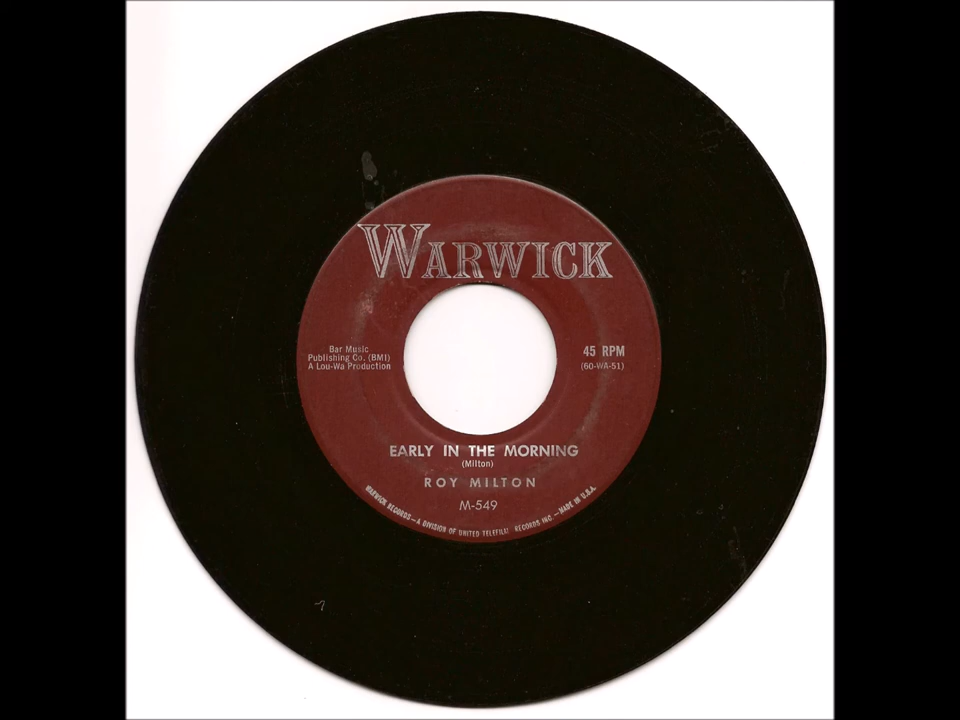 WARWICK
Bar Music
Publishing Co. (BMI)
A Lou-Wa Production
45 RPM
(60-WA-51)
EARLY IN THE MORNING
(Milton)
ROY MILTON
M-549
WARWICK RECORDS—A DIVISION OF UNITED TELEFILM RECORDS INC.—MADE IN U.S.A.